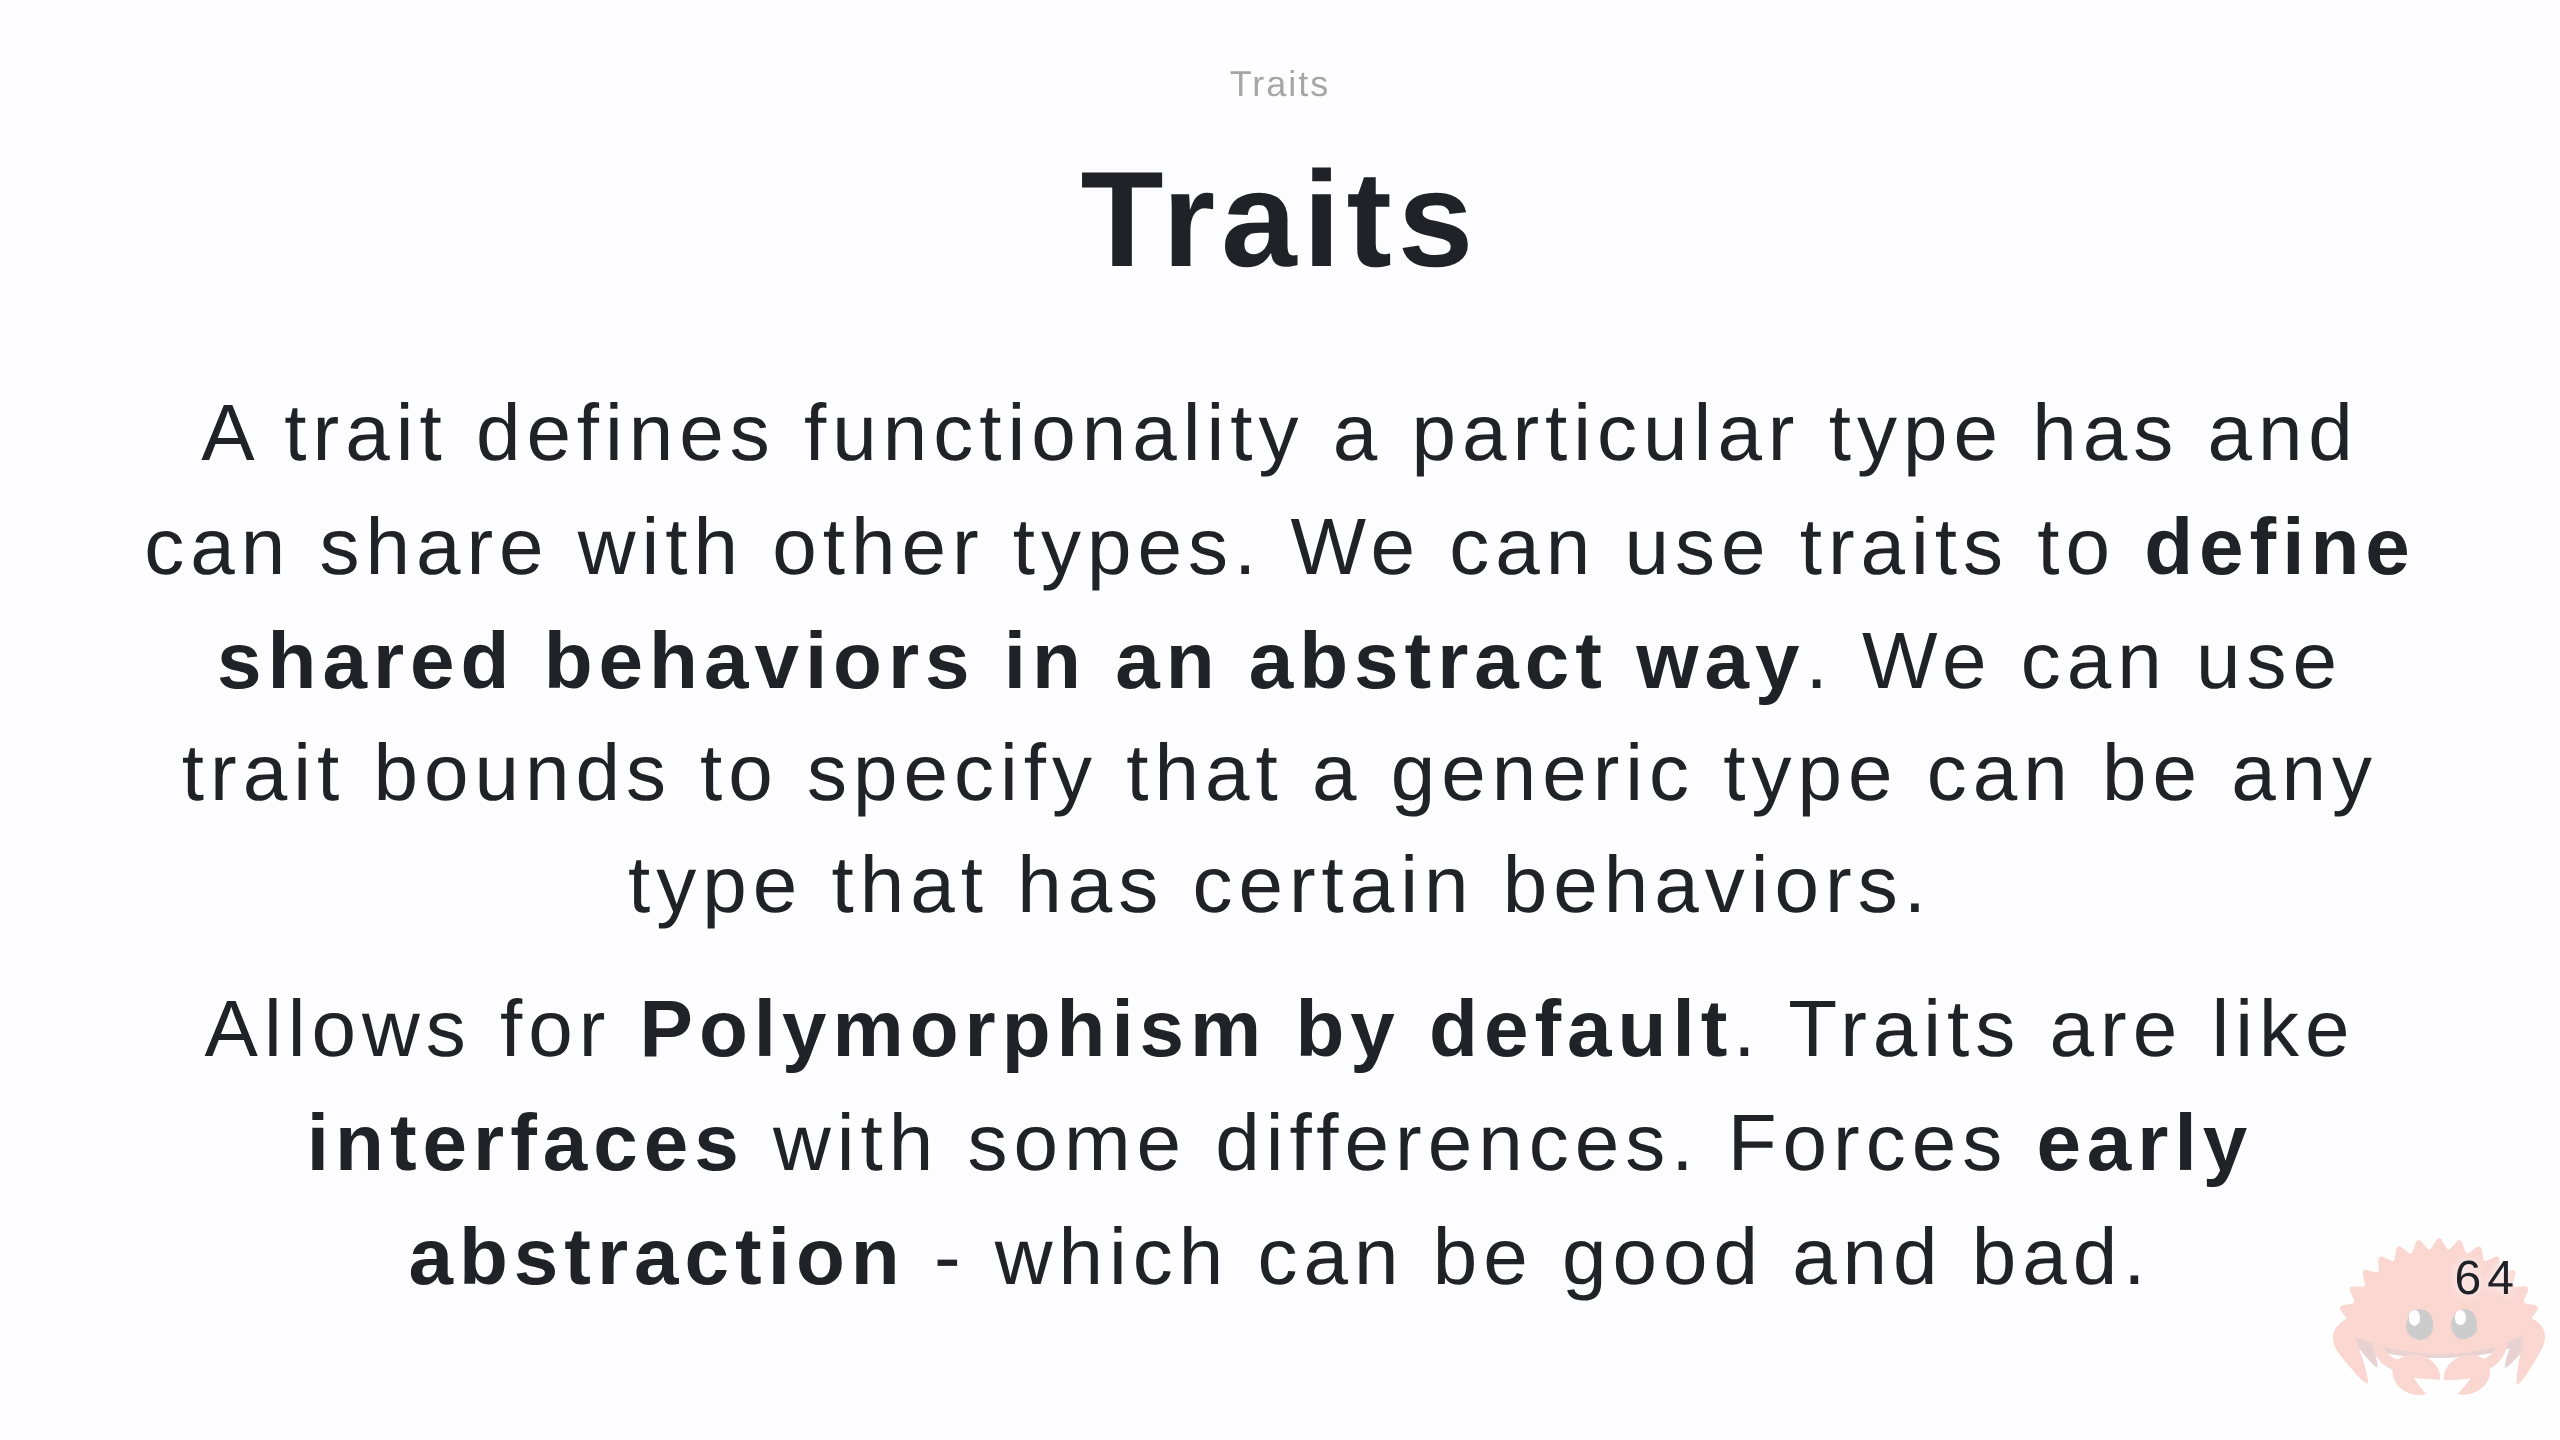 Traits
Traits
A trait defines functionality a particular type has and
can share with other types. We can use traits to define
shared behaviors in an abstract way. We can use
trait bounds to specify that a generic type can be any
type that has certain behaviors.
Allows for Polymorphism by default. Traits are like
interfaces with some differences. Forces early
abstraction - which can be good and bad.
64